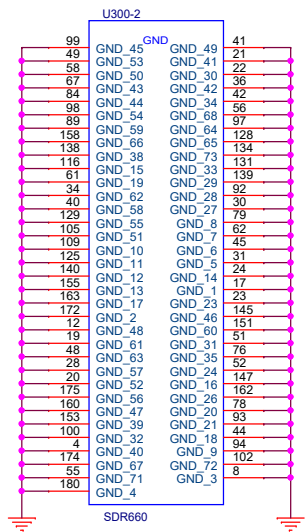 U300-2
GND
99 GND_45 GND_49 41
49 GND_53 GND_41 21
58 GND_50 GND_30 22
67 GND_43 GND_42 36
84 GND_44 GND_34 42
98 GND_54 GND_68 56
89 GND_59 GND_64 97
158 GND_66 GND_65 128
138 GND_38 GND_73 134
116 GND_15 GND_33 131
61 GND_19 GND_29 139
34 GND_62 GND_28 92
40 GND_58 GND_27 30
129 GND_55 GND_8 79
105 GND_51 GND_7 62
109 GND_10 GND_6 45
125 GND_11 GND_5 31
140 GND_12 GND_14 24
155 GND_13 GND_1 17
163 GND_17 GND_23 23
172 GND_2 GND_46 145
12 GND_48 GND_60 151
19 GND_61 GND_31 51
48 GND_63 GND_35 76
28 GND_57 GND_24 52
20 GND_52 GND_16 147
175 GND_56 GND_26 162
160 GND_47 GND_20 78
153 GND_39 GND_21 93
100 GND_32 GND_18 44
4 GND_40 GND_9 94
174 GND_67 GND_72 102
55 GND_71 GND_3 8
180 GND_4
SDR660